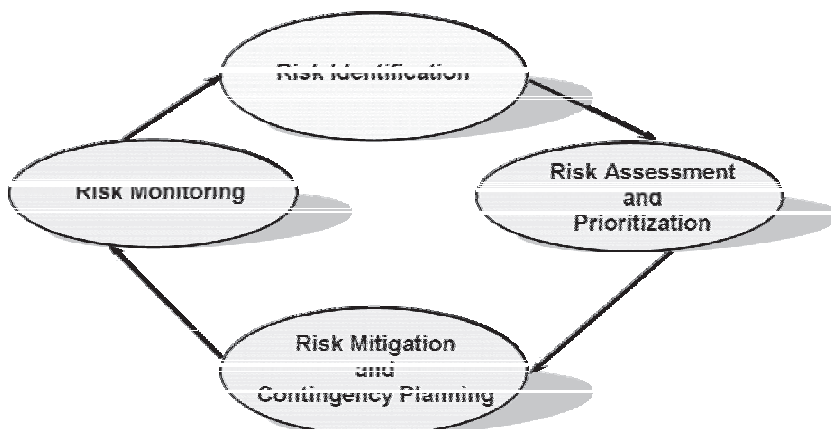 Risk Identification
Risk Assessment
and
Prioritization
Risk Mitigation
and
Contingency Planning
Risk Monitoring